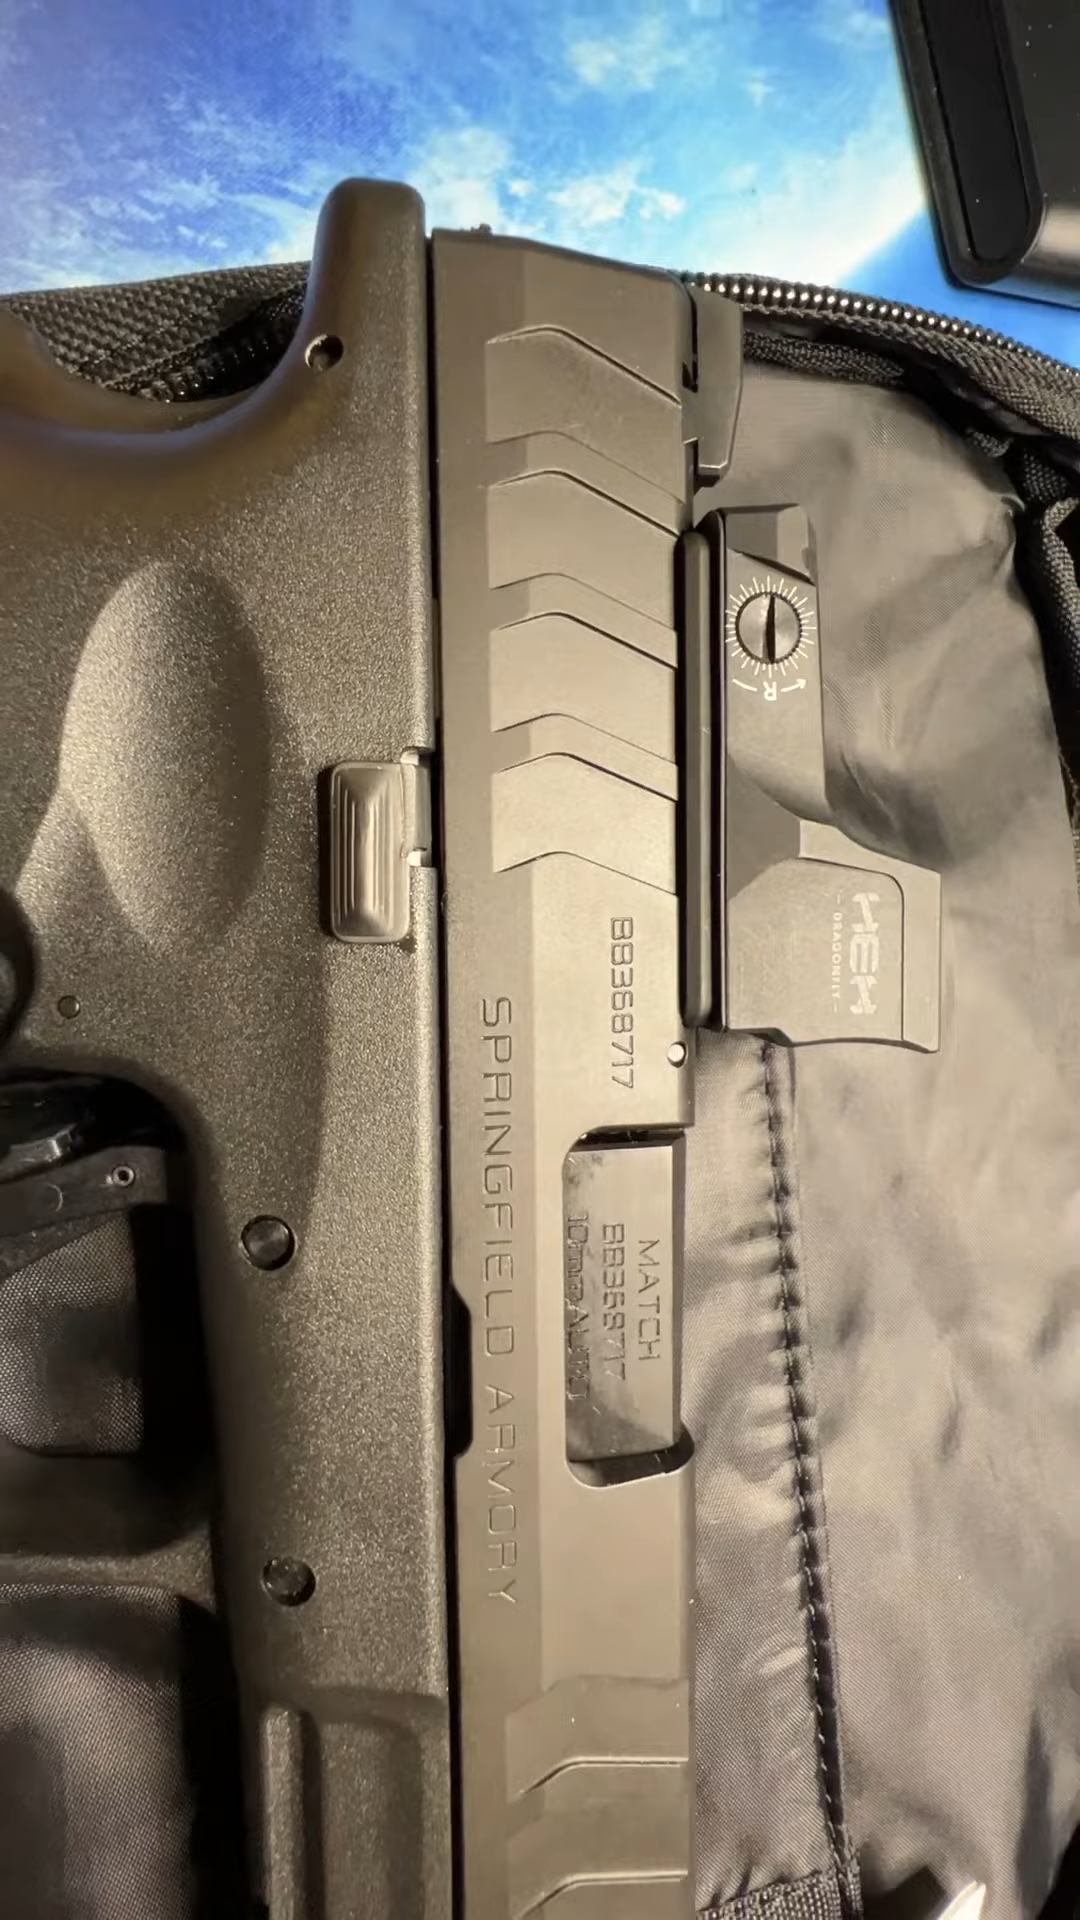 R
HEX
- DRAGONFLY -
BB368717
SPRINGFIELD ARMORY
MATCH
BB368717
10mm AUTO